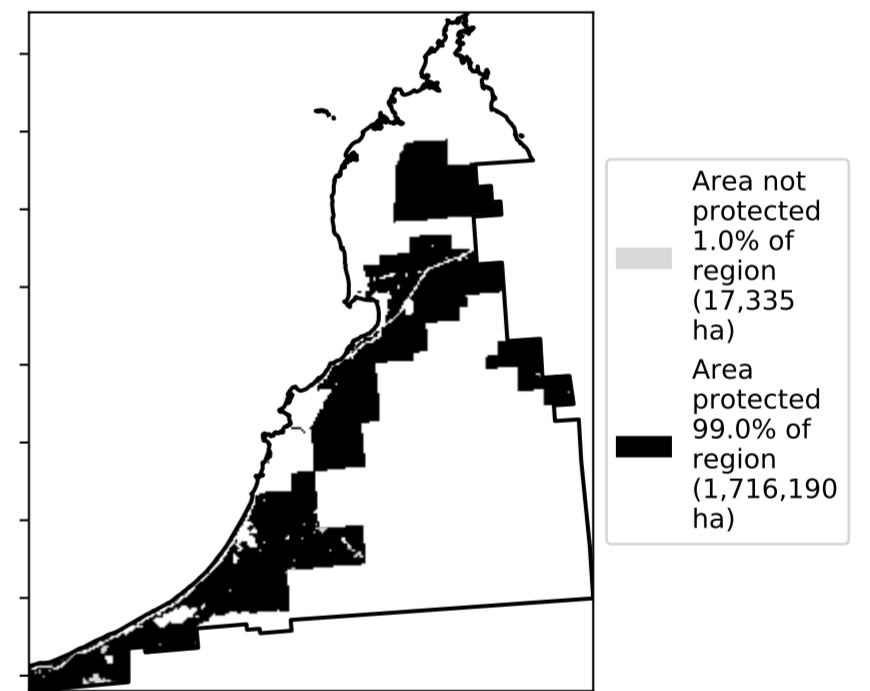 Area not
protected
1.0% of
region
(17,335
ha)
Area
protected
99.0% of
region
(1,716,190
ha)